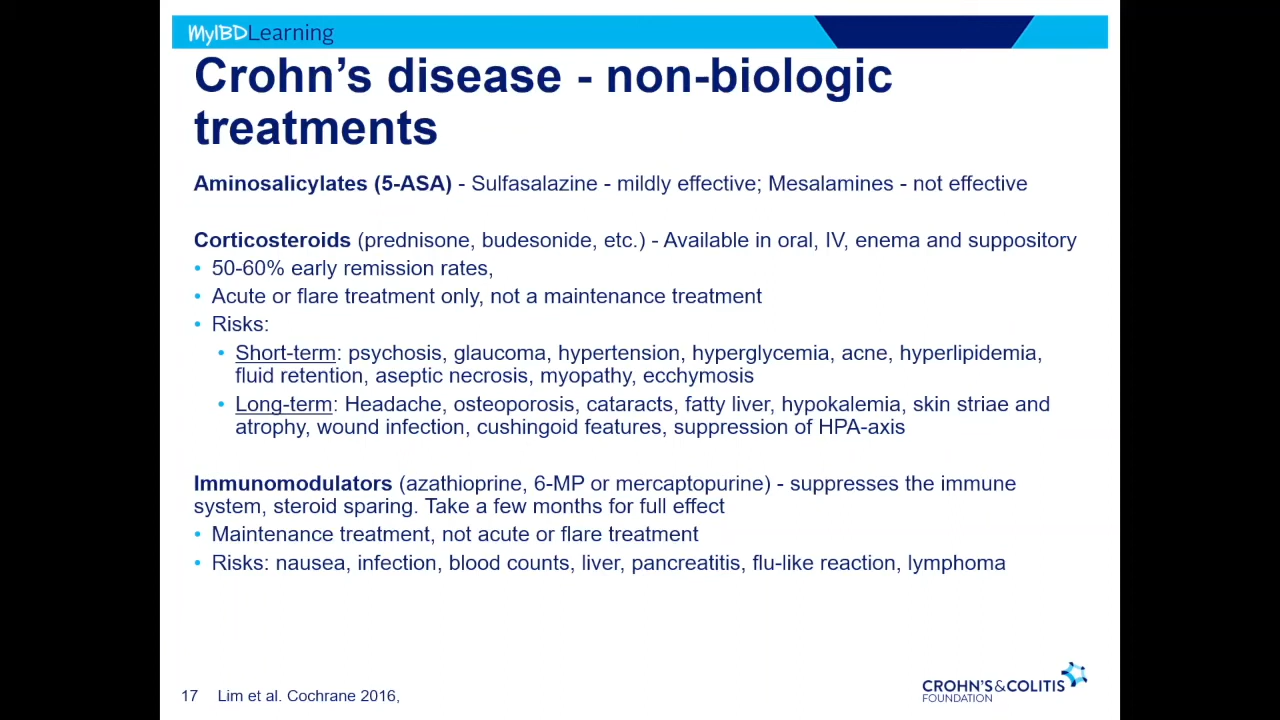 MyIBDLearning
Crohn's disease - non-biologic
treatments
Aminosalicylates (5-ASA) - Sulfasalazine - mildly effective; Mesalamines - not effective
Corticosteroids (prednisone, budesonide, etc.) - Available in oral, IV, enema and suppository
• 50-60% early remission rates,
• Acute or flare treatment only, not a maintenance treatment
• Risks:
• Short-term: psychosis, glaucoma, hypertension, hyperglycemia, acne, hyperlipidemia,
fluid retention, aseptic necrosis, myopathy, ecchymosis
• Long-term: Headache, osteoporosis, cataracts, fatty liver, hypokalemia, skin striae and
atrophy, wound infection, cushingoid features, suppression of HPA-axis
Immunomodulators (azathioprine, 6-MP or mercaptopurine) - suppresses the immune
system, steroid sparing. Take a few months for full effect
• Maintenance treatment, not acute or flare treatment
• Risks: nausea, infection, blood counts, liver, pancreatitis, flu-like reaction, lymphoma
17 Lim et al. Cochrane 2016,
CROHN'S & COLITIS
FOUNDATION